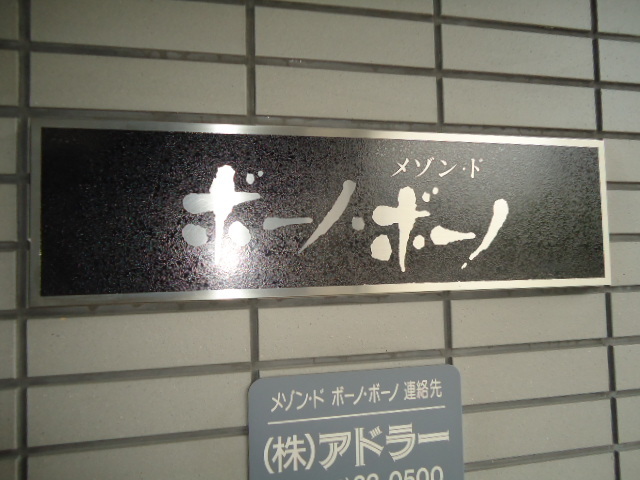 メゾン・ド
ボーノ・ボーノ
メゾン・ド ボーノ・ボーノ 連絡先
(株)アドラー
0500